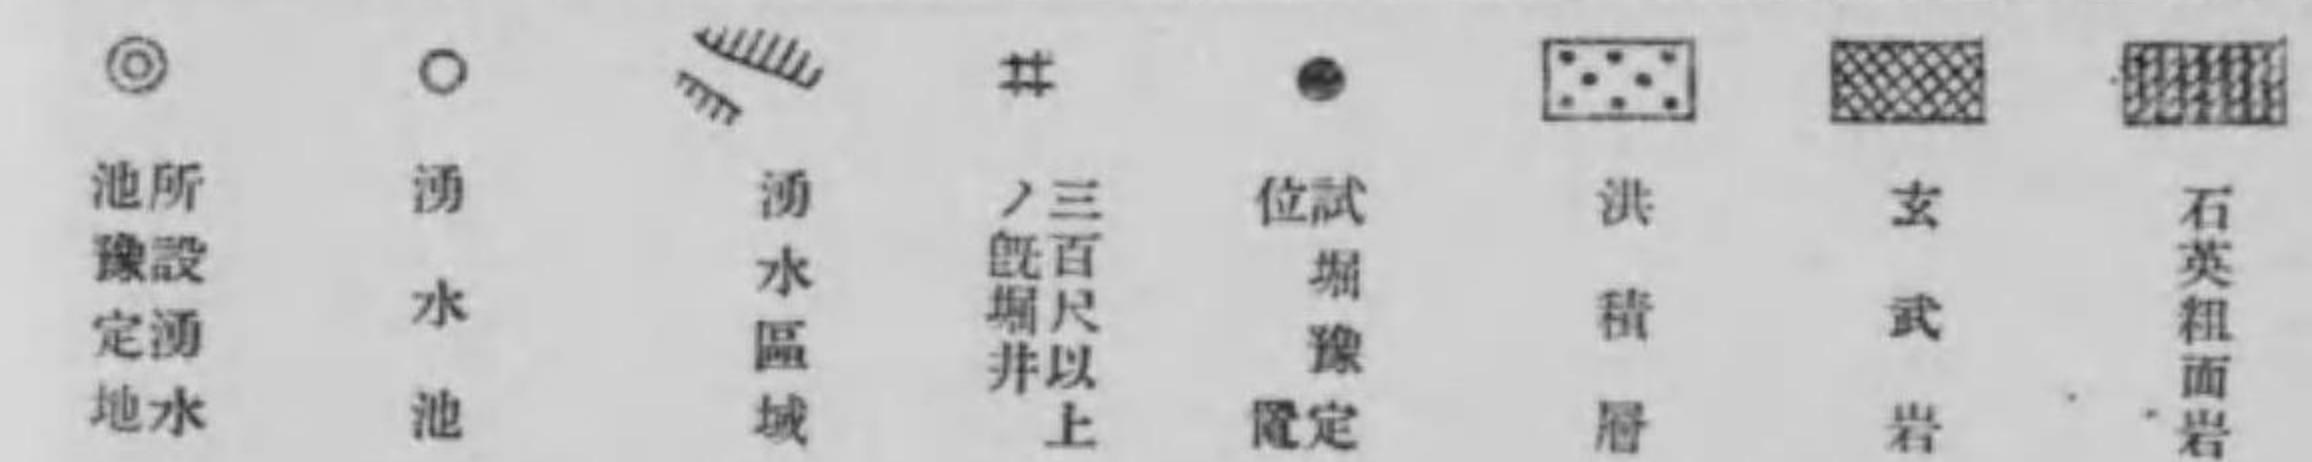 石英粗面岩
玄武岩
洪積層
試堀豫定
位置
三百尺以上
ノ既堀井
湧水區域
湧水池
所設湧水
池豫定地